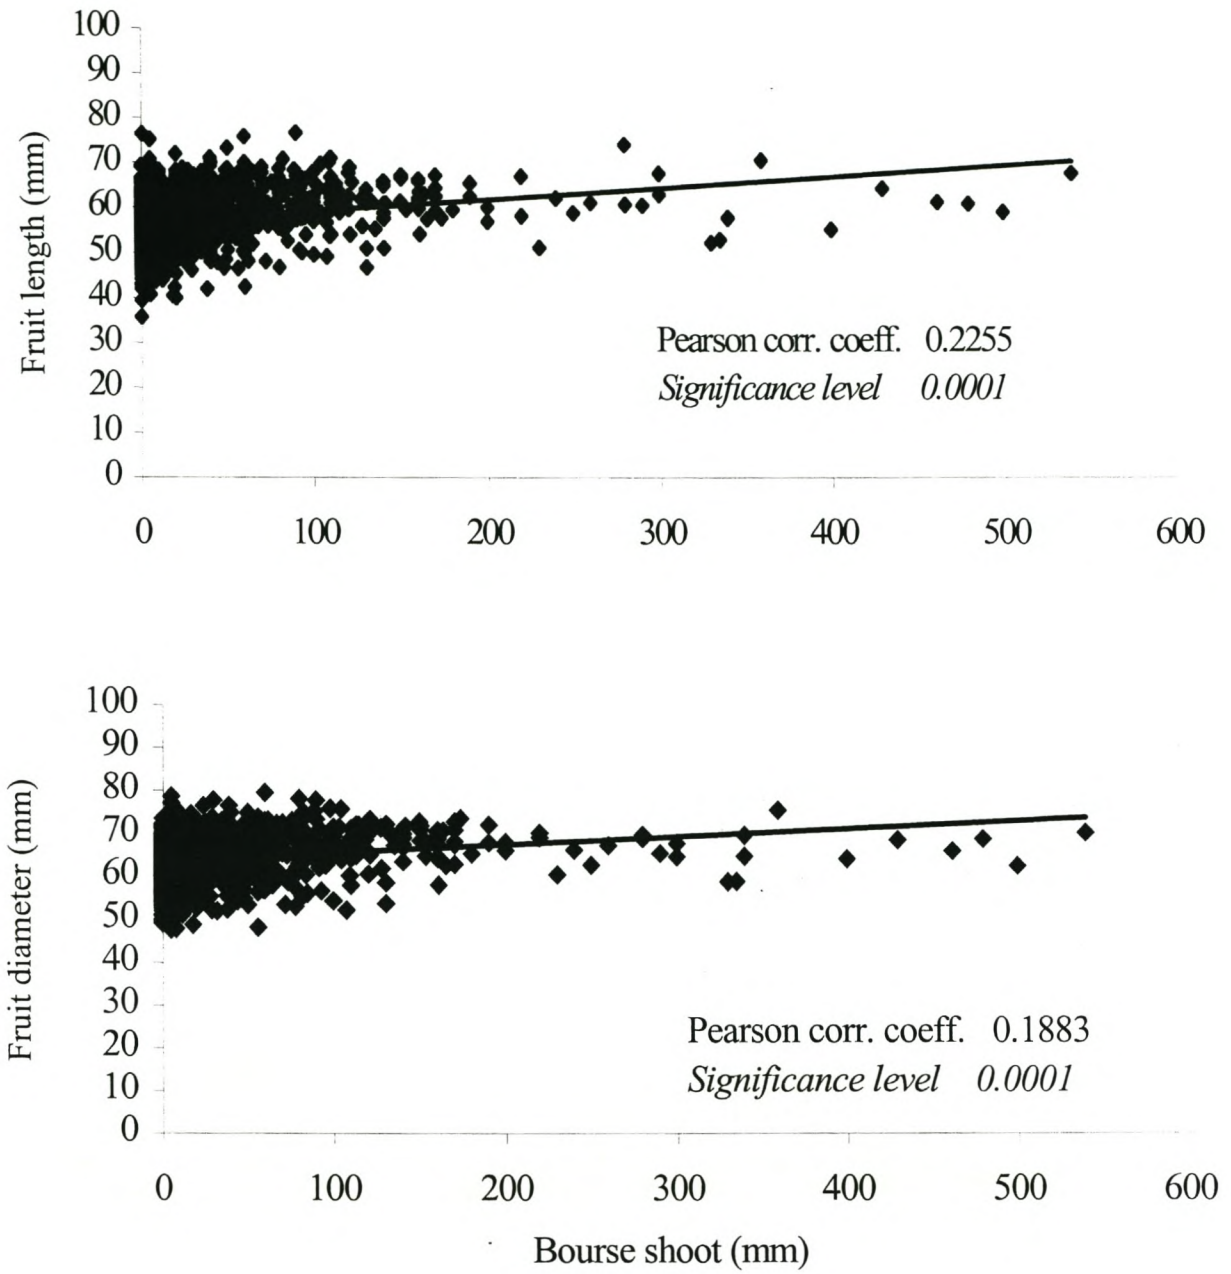 100
90
80
70
60
50
40
30
20
10
0
Fruit length (mm)
Pearson corr. coeff. 0.2255
Significance level 0.0001
0 100 200 300 400 500 600
100
90
80
70
60
50
40
30
20
10
0
Fruit diameter (mm)
Pearson corr. coeff. 0.1883
Significance level 0.0001
0 100 200 300 400 500 600
Bourse shoot (mm)